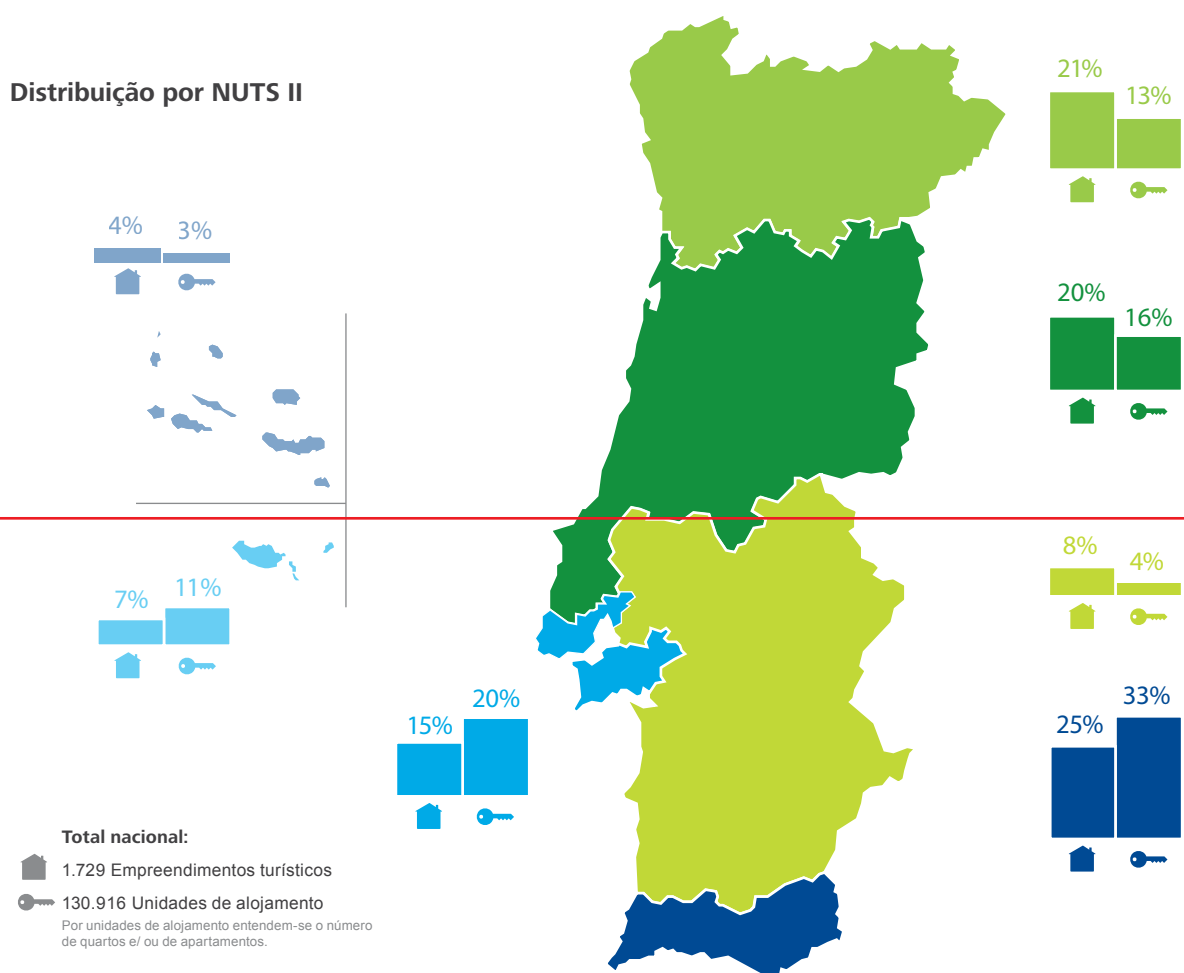 Distribuição por NUTS II
21%
13%
4%
3%
20%
16%
8%
4%
7%
11%
15%
20%
25%
33%
Total nacional:
1.729 Empreendimentos turísticos
130.916 Unidades de alojamento
Por unidades de alojamento entendem-se o número
de quartos e/ ou de apartamentos.